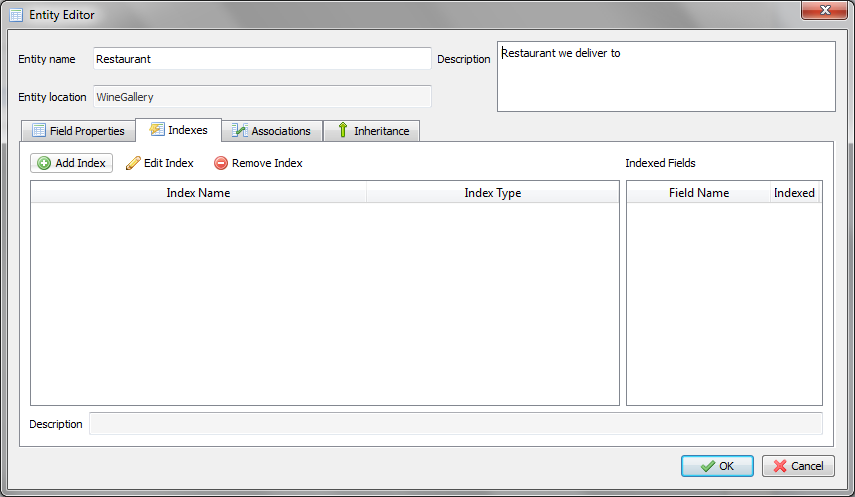 Entity Editor
Entity name Restaurant Description Restaurant we deliver to
Entity location WineGallery
Field Properties Indexes Associations Inheritance
Add Index Edit Index Remove Index Indexed Fields
Index Name Index Type Field Name Indexed
Description
OK Cancel